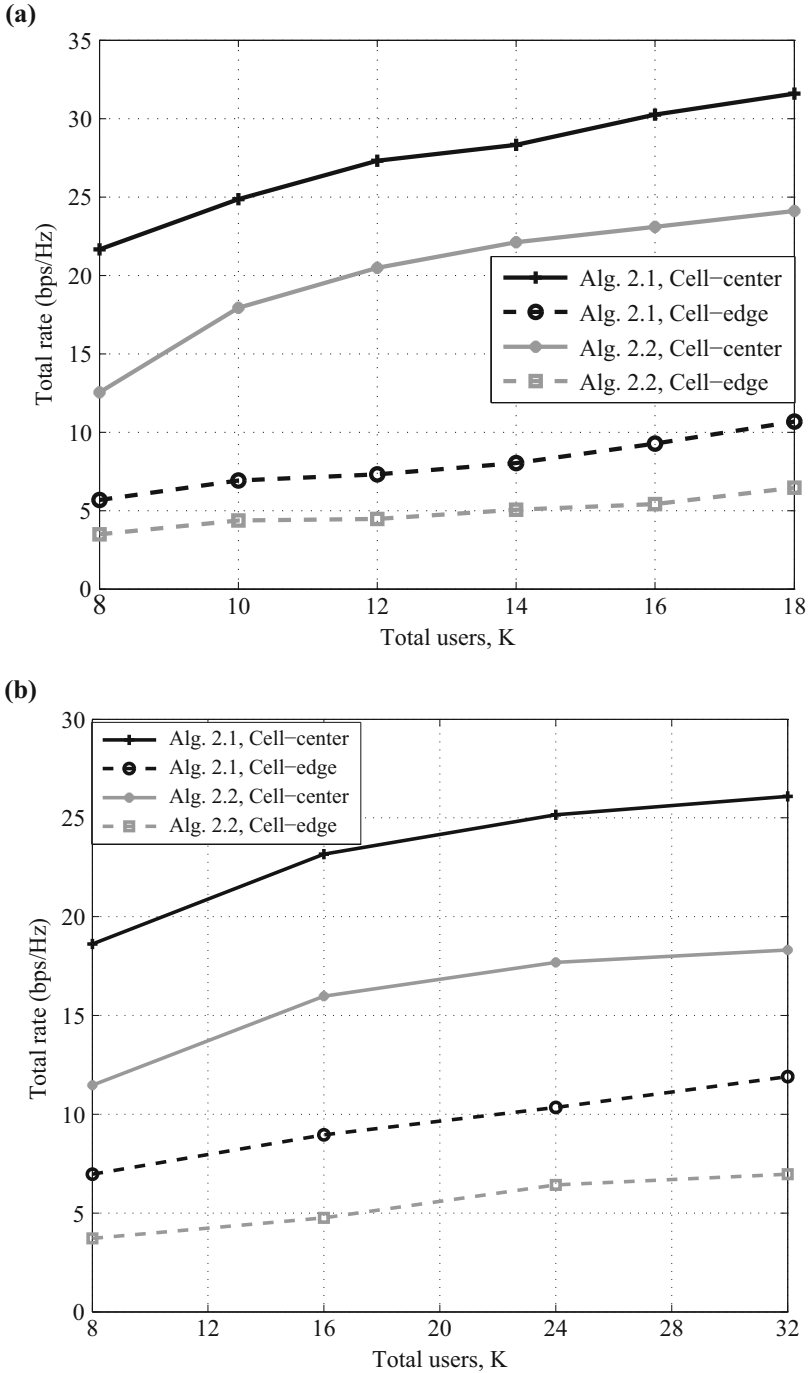 (a)
35
30
25
20
15
10
5
0
Total rate (bps/Hz)
Alg. 2.1, Cell−center
Alg. 2.1, Cell−edge
Alg. 2.2, Cell−center
Alg. 2.2, Cell−edge
8 10 12 14 16 18
Total users, K
(b)
30
25
20
15
10
5
0
Total rate (bps/Hz)
Alg. 2.1, Cell−center
Alg. 2.1, Cell−edge
Alg. 2.2, Cell−center
Alg. 2.2, Cell−edge
8 12 16 20 24 28 32
Total users, K